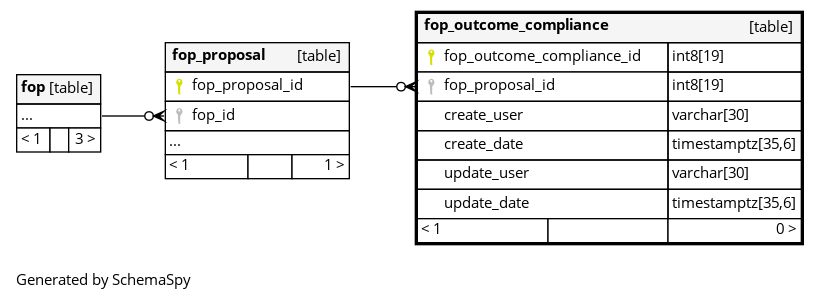 fop [table]
...
< 1 3 >
fop_proposal [table]
fop_proposal_id
fop_id
...
< 1 1 >
fop_outcome_compliance [table]
fop_outcome_compliance_id int8[19]
fop_proposal_id int8[19]
create_user varchar[30]
create_date timestamptz[35,6]
update_user varchar[30]
update_date timestamptz[35,6]
< 1 0 >
Generated by SchemaSpy